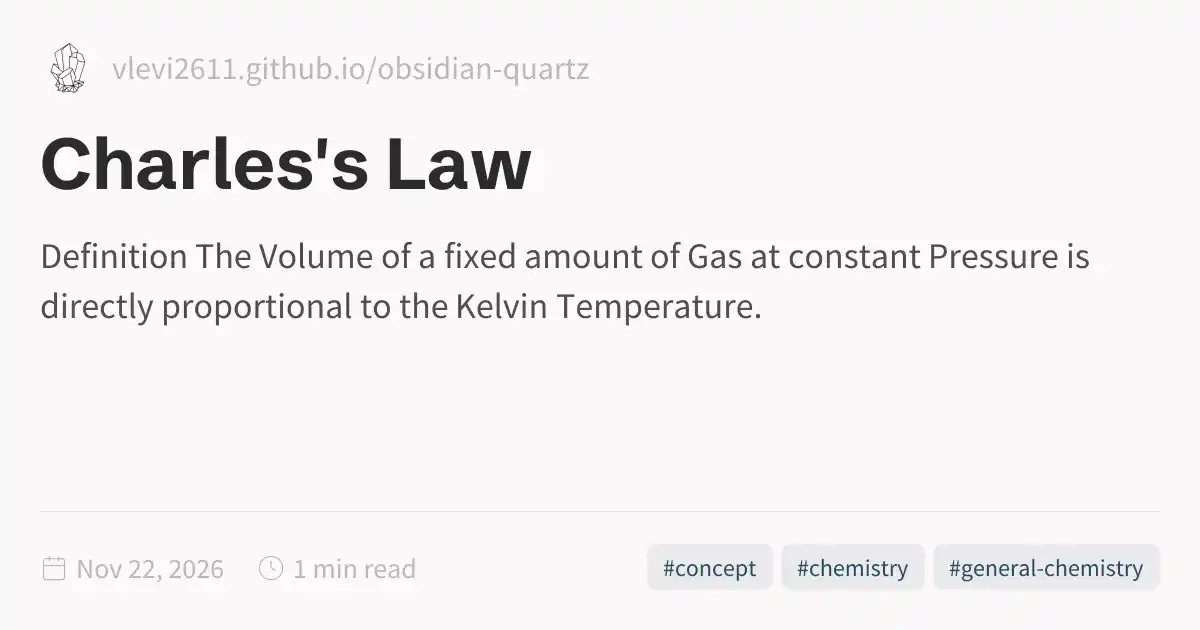 vlevi2611.github.io/obsidian-quartz
Charles's Law
Definition The Volume of a fixed amount of Gas at constant Pressure is
directly proportional to the Kelvin Temperature.
Nov 22, 2026 1 min read #concept #chemistry #general-chemistry